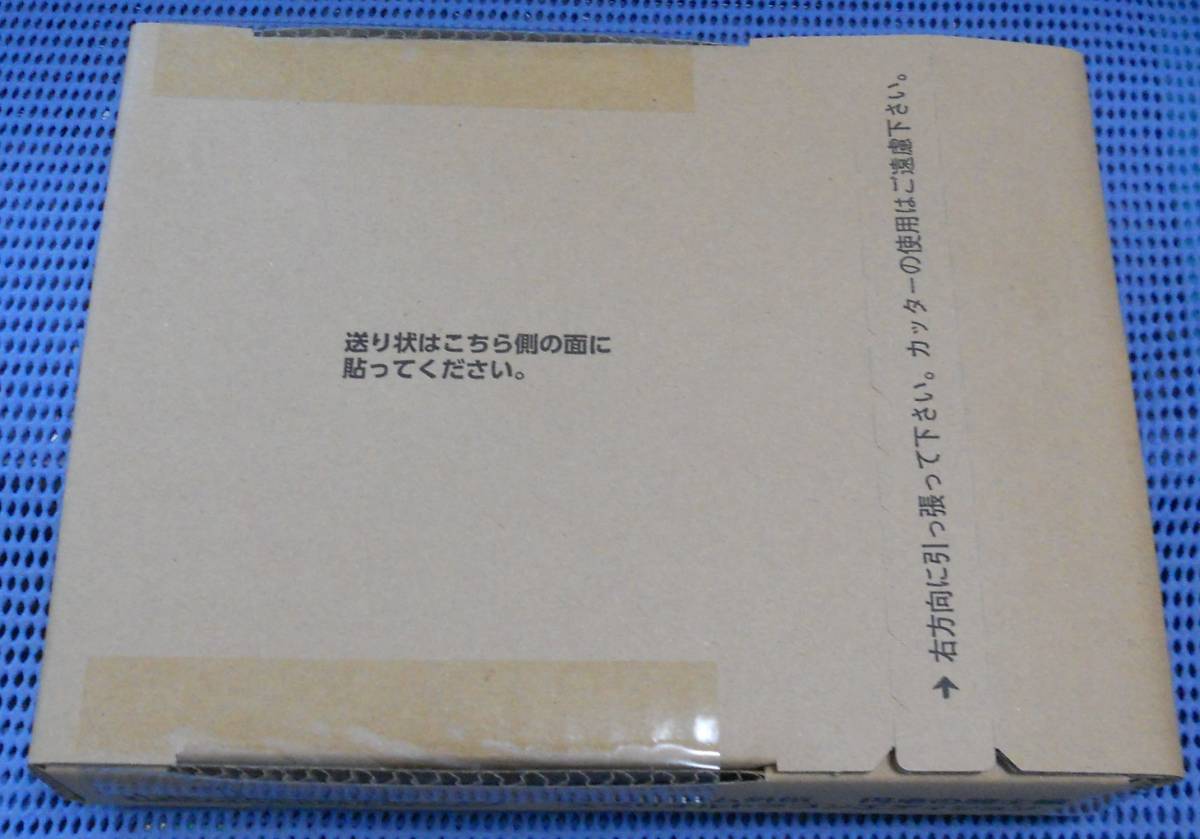 送り状はこちら側の面に
貼ってください。
→ 右方向に引っ張って下さい。カッターの使用はご遠慮下さい。